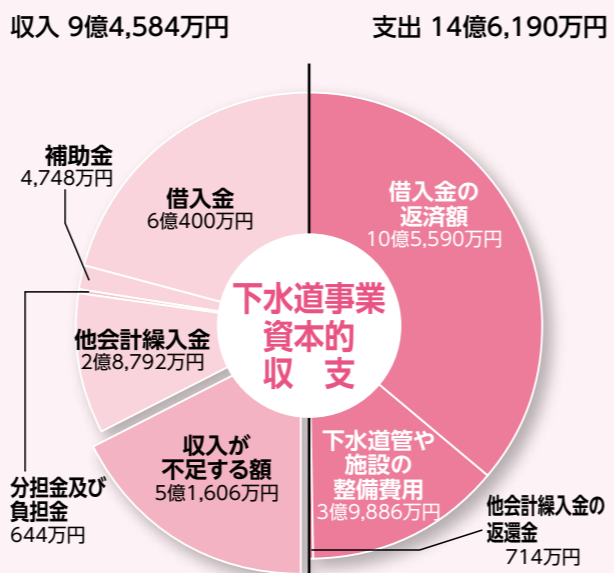 収入 9億4,584万円
支出 14億6,190万円
補助金
4,748万円
借入金
6億400万円
借入金の
返済額
10億5,590万円
下水道事業
資本的
収　支
他会計繰入金
2億8,792万円
収入が
不足する額
5億1,606万円
下水道管や
施設の
整備費用
3億9,886万円
分担金及び
負担金
644万円
他会計繰入金の
返還金
714万円